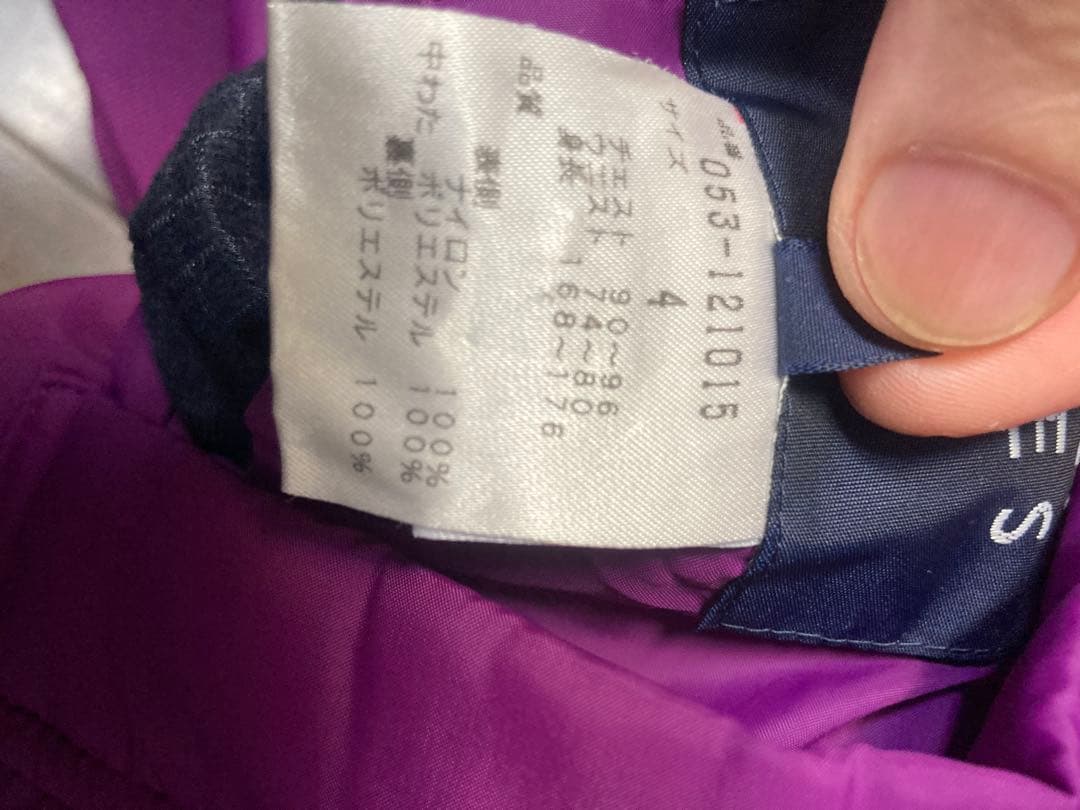 品番 053-121015
サイズ 4
チェスト 90~96
ウエスト 74~80
身長 168~176
品質
表側
ナイロン 100%
中わた ポリエステル 100%
裏側
ポリエステル 100%
ES